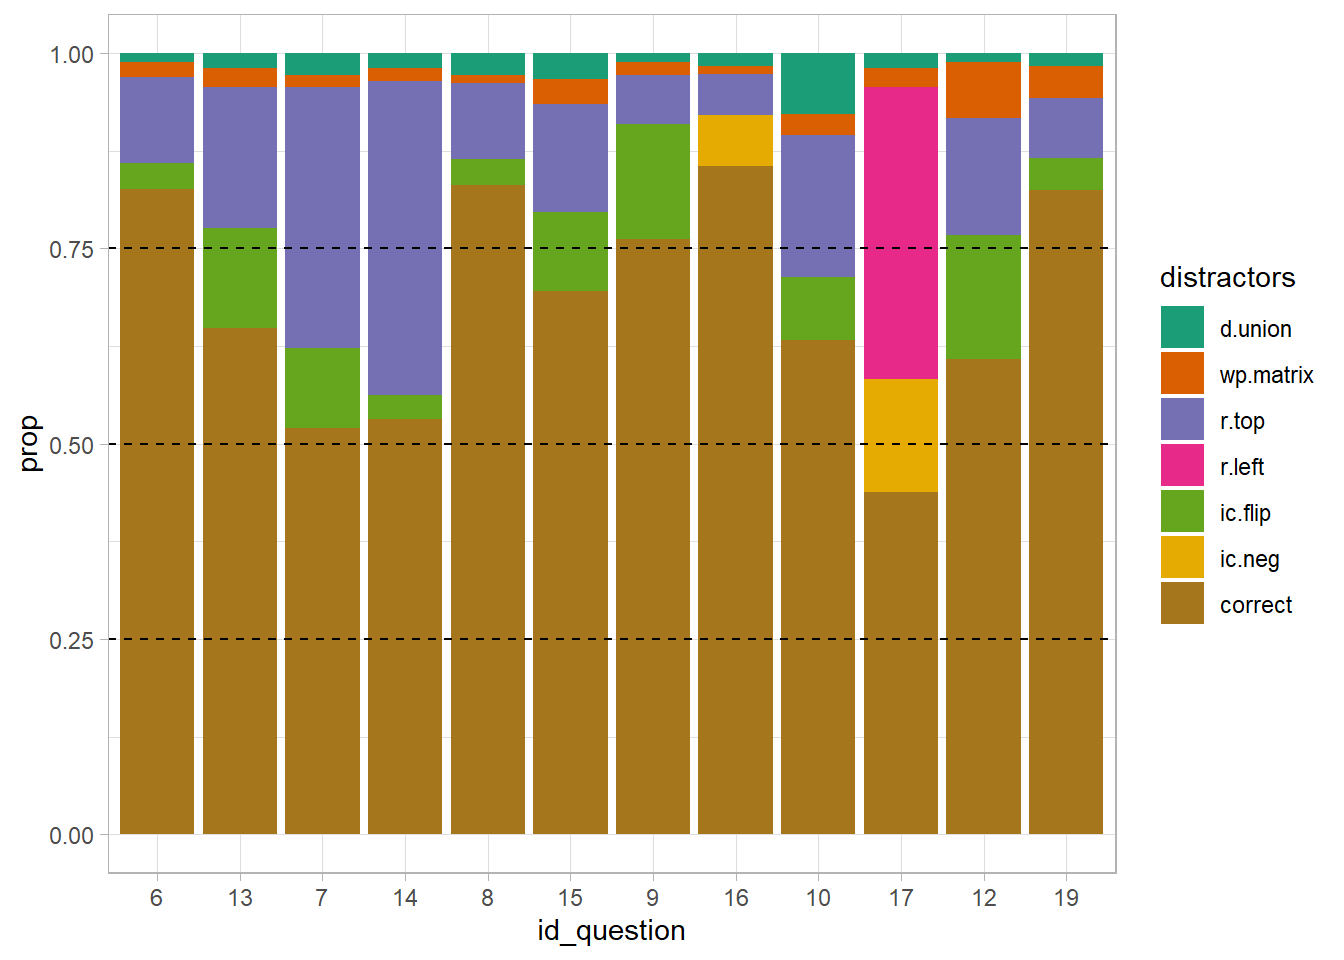 1.00
0.75
0.50
0.25
0.00
prop
6 13 7 14 8 15 9 16 10 17 12 19
id_question
distractors
d.union
wp.matrix
r.top
r.left
ic.flip
ic.neg
correct